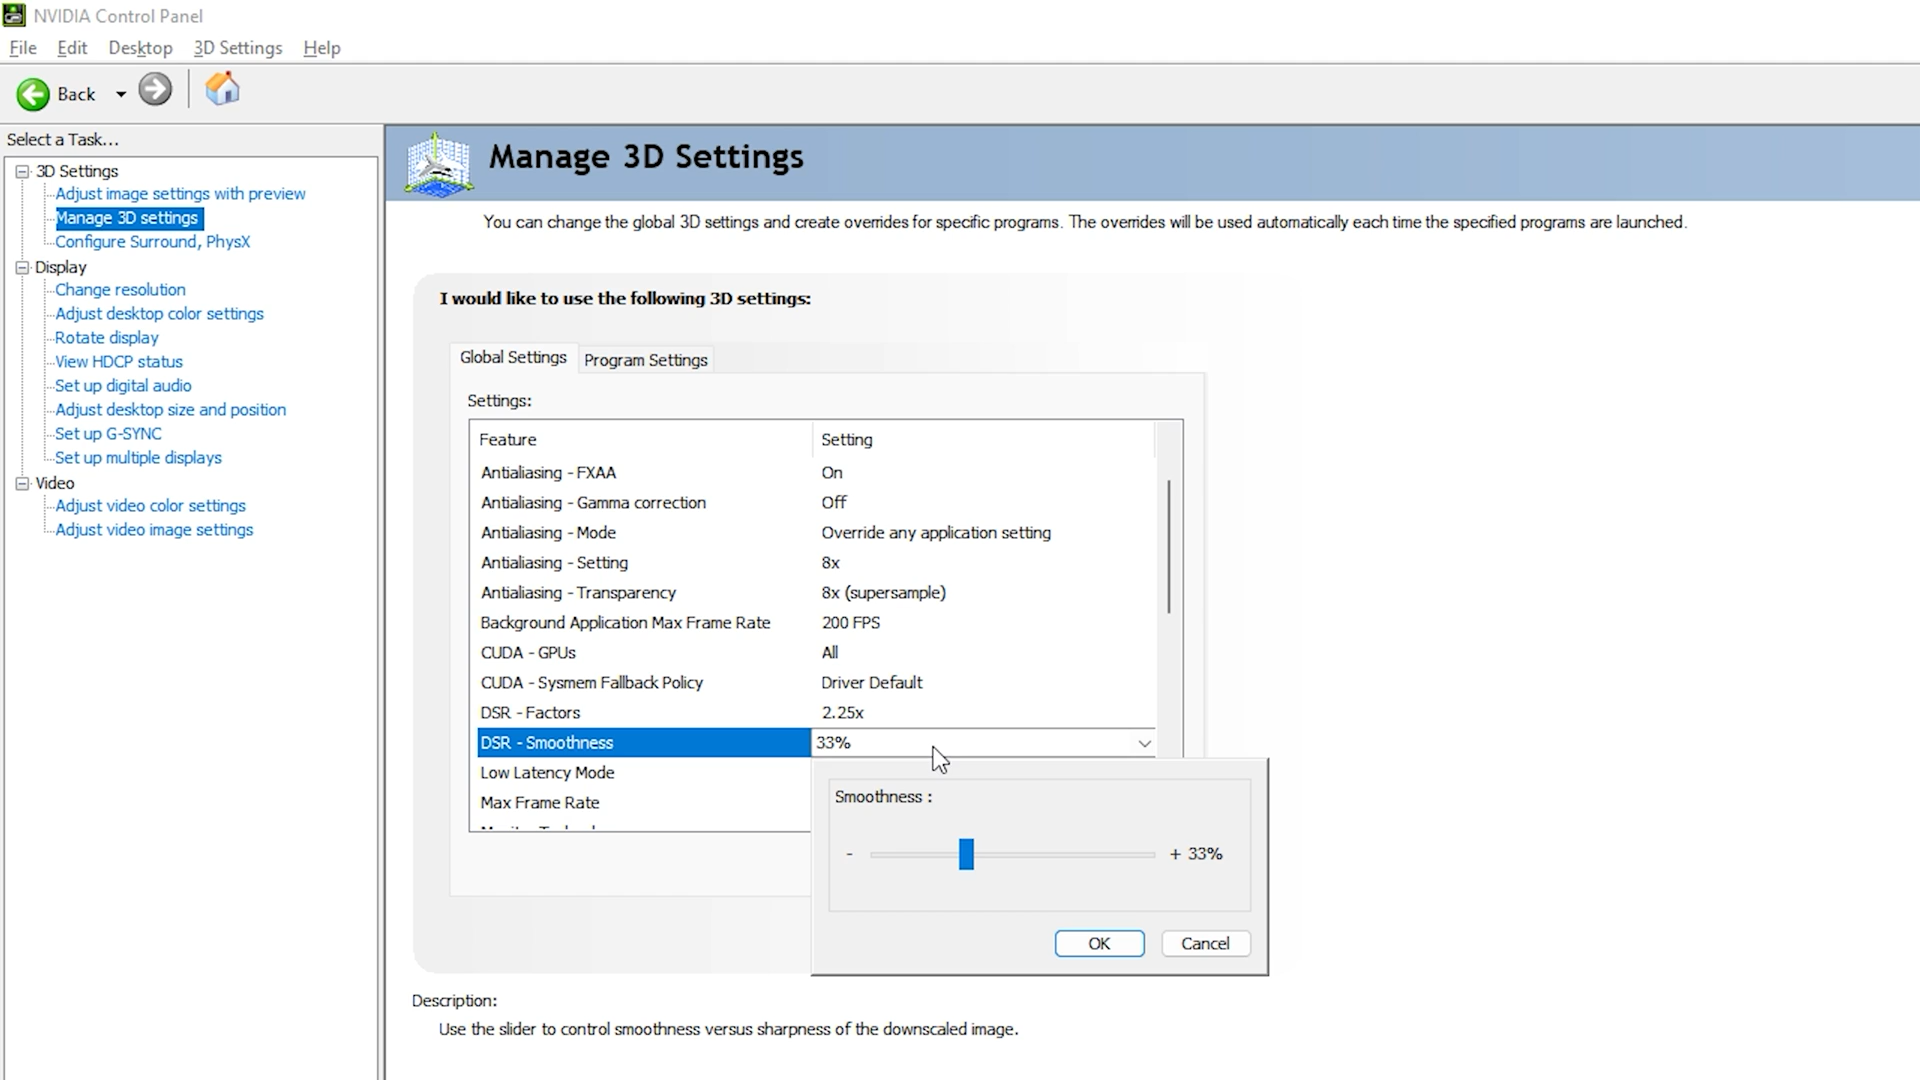 NVIDIA Control Panel
File Edit Desktop 3D Settings Help
Back
Select a Task...
3D Settings
Adjust image settings with preview
Manage 3D settings
Configure Surround, PhysX
Display
Change resolution
Adjust desktop color settings
Rotate display
View HDCP status
Set up digital audio
Adjust desktop size and position
Set up G-SYNC
Set up multiple displays
Video
Adjust video color settings
Adjust video image settings
Manage 3D Settings
You can change the global 3D settings and create overrides for specific programs. The overrides will be used automatically each time the specified programs are launched.
I would like to use the following 3D settings:
Global Settings Program Settings
Settings:
Feature Setting
Antialiasing - FXAA On
Antialiasing - Gamma correction Off
Antialiasing - Mode Override any application setting
Antialiasing - Setting 8x
Antialiasing - Transparency 8x (supersample)
Background Application Max Frame Rate 200 FPS
CUDA - GPUs All
CUDA - Sysmem Fallback Policy Driver Default
DSR - Factors 2.25x
DSR - Smoothness 33%
Low Latency Mode
Max Frame Rate
Smoothness :
- + 33%
OK Cancel
Description:
Use the slider to control smoothness versus sharpness of the downscaled image.